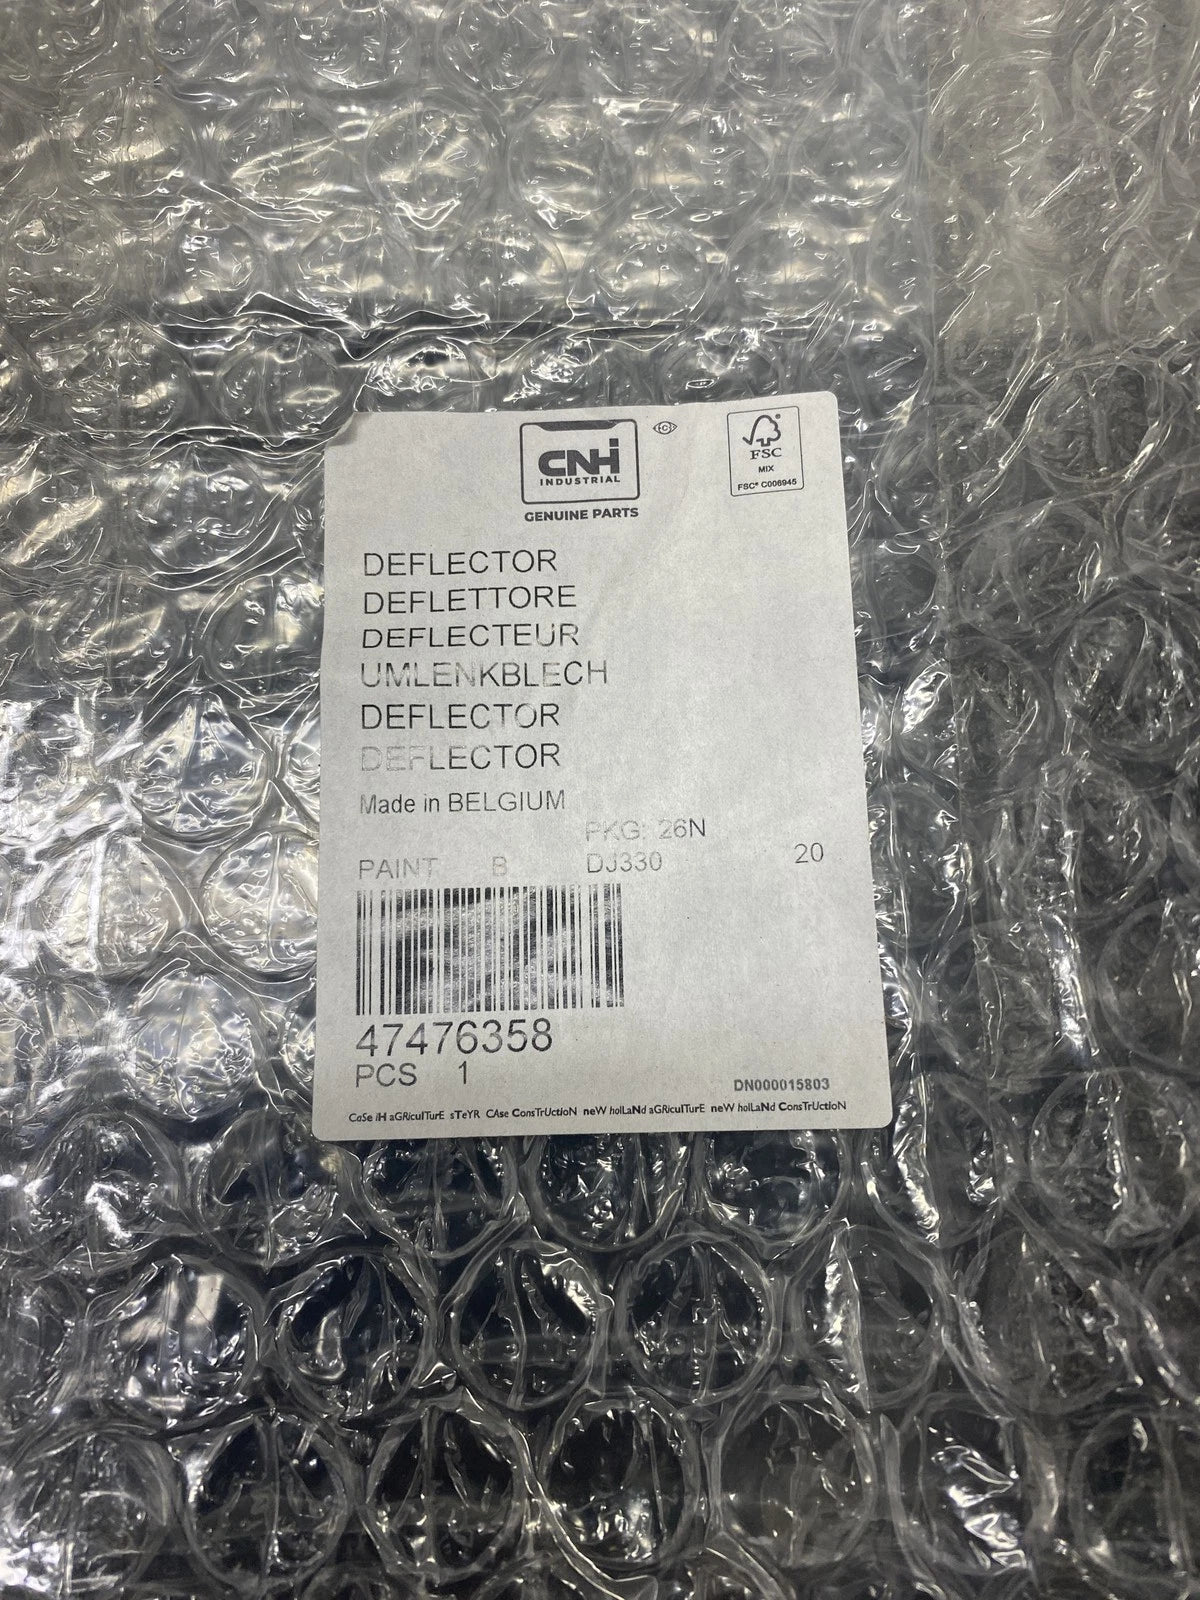 CNH
INDUSTRIAL
GENUINE PARTS
FSC
MIX
FSC® C006945
DEFLECTOR
DEFLETTORE
DEFLECTEUR
UMLENKBLECH
DEFLECTOR
DEFLECTOR
Made in BELGIUM
PKG: 26N
PAINT B DJ330 20
47476358
PCS 1
DN000015803
CaSe iH aGRicuITurE sTeYR CAse ConsTrUctioN neW holLaNd aGRicuITurE neW holLaNd ConsTrUctioN